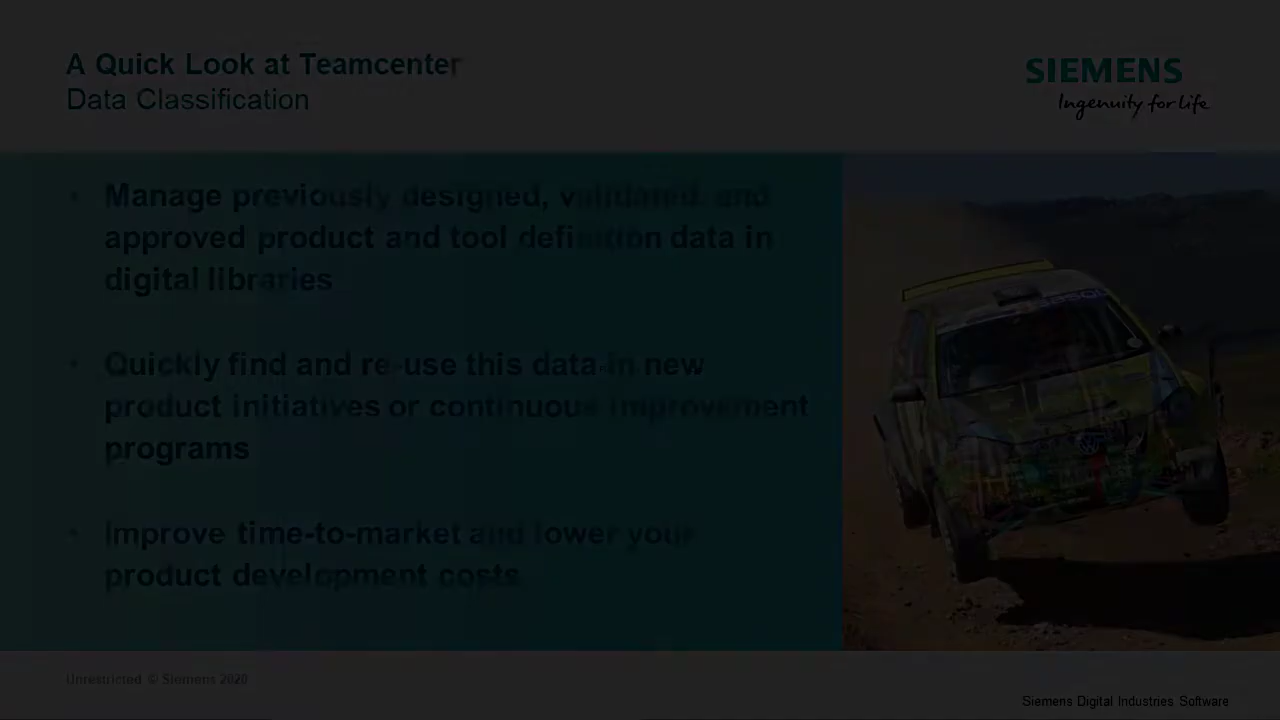 A Quick Look at Teamcenter
Data Classification
SIEMENS
Ingenuity for life
• Manage previously designed, validated, and
approved product and tool definition data in
digital libraries
• Quickly find and re-use this data in new
product initiatives or continuous improvement
programs
• Improve time-to-market and lower your
product development costs
Unrestricted © Siemens 2020
Siemens Digital Industries Software